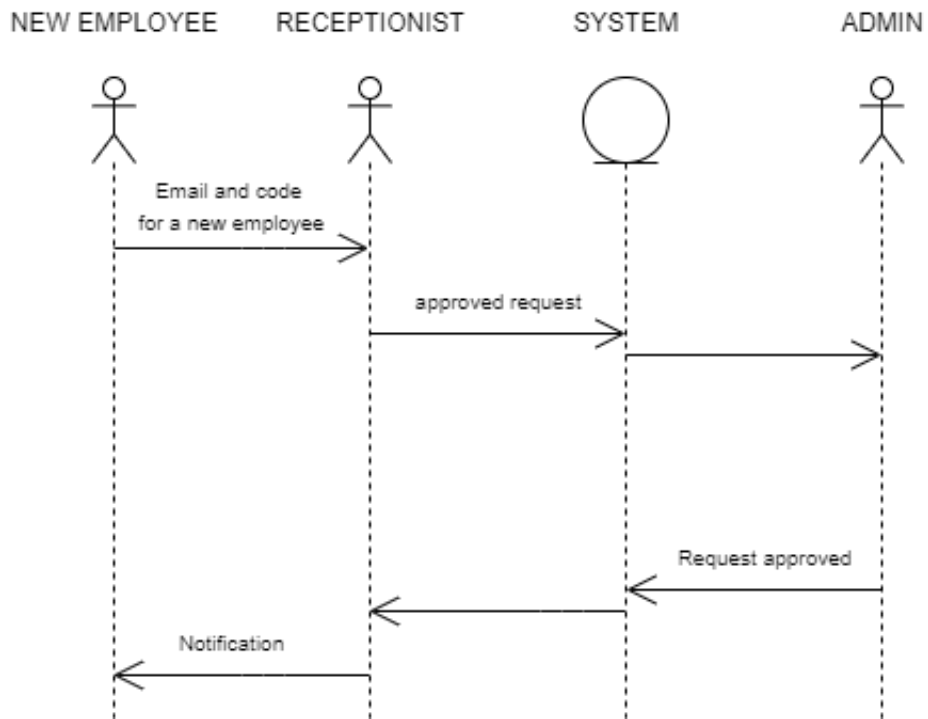 NEW EMPLOYEE
RECEPTIONIST
SYSTEM
ADMIN
Email and code
for a new employee
approved request
Request approved
Notification